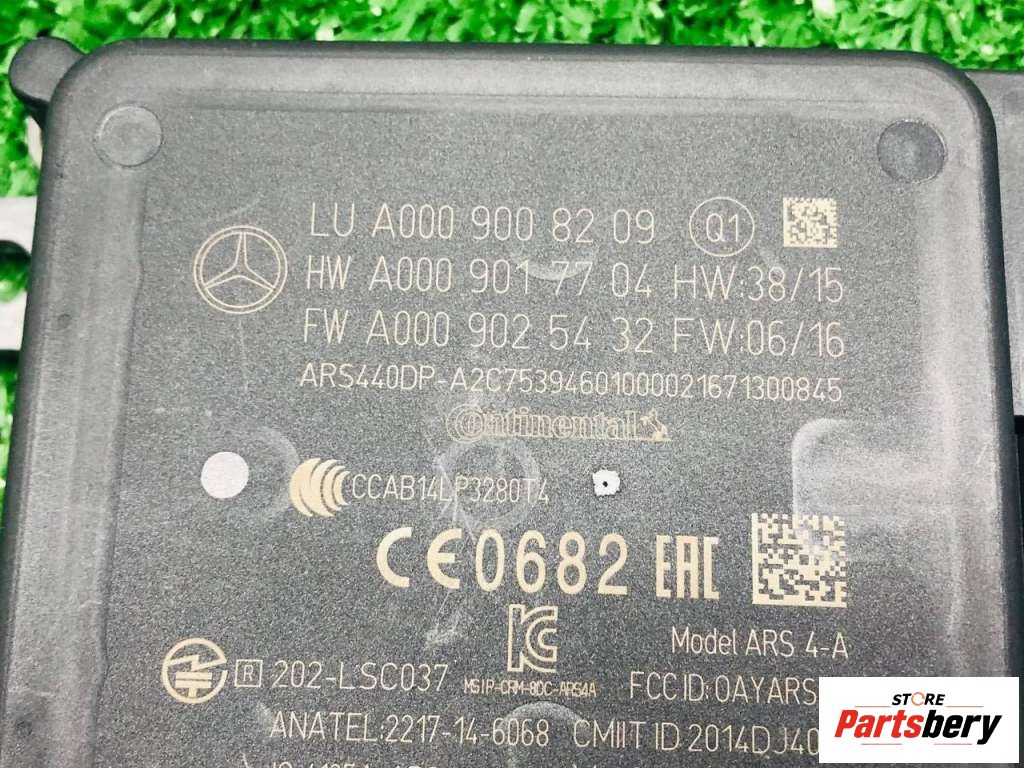 LU A000 900 82 09 Q1
HW A000 901 77 04 HW:38/15
FW A000 902 54 32 FW:06/16
ARS440DP-A2C75394601000021671300845
Continental
CCAB14LP3280T4
CE0682 EAC
Model ARS 4-A
R 202-LSC037
MSIP-CRM-8DC-ARS4A
FCC ID: OAYARS
ANATEL:2217-14-6068 CMIIT ID 2014DJ40
STORE
Partsbery